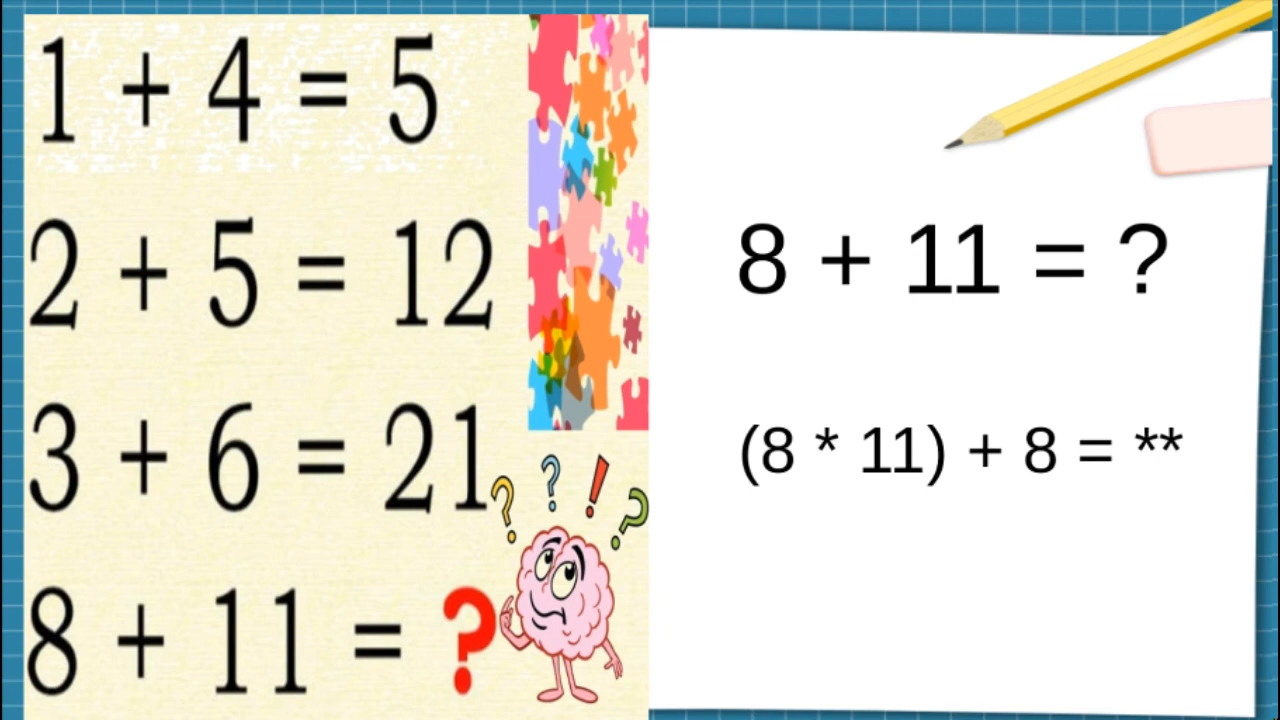 1 + 4 = 5
2 + 5 = 12
3 + 6 = 21
8 + 11 = ?
? ? ! ?
8 + 11 = ?
(8 * 11) + 8 = **